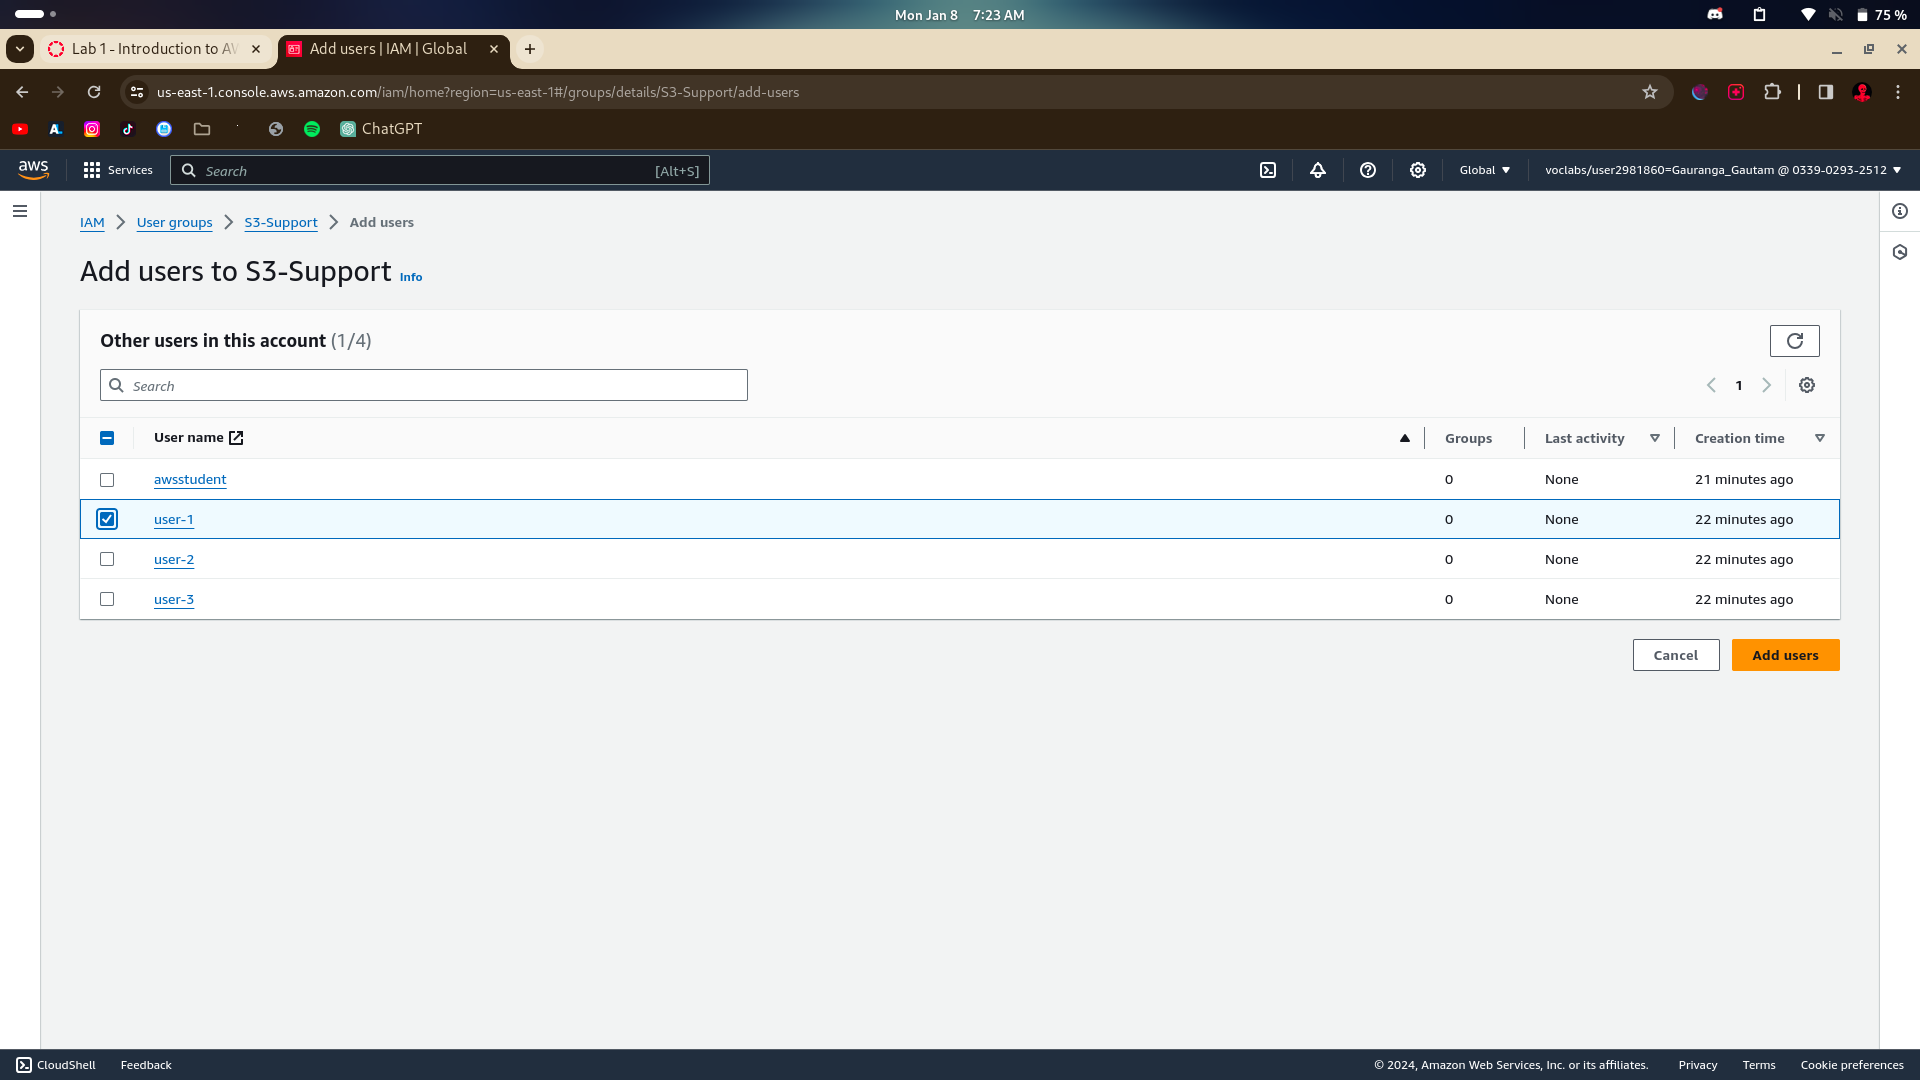 Mon Jan 8 7:23 AM
75 %
Lab 1 - Introduction to AW
Add users | IAM | Global
us-east-1.console.aws.amazon.com/iam/home?region=us-east-1#/groups/details/S3-Support/add-users
ChatGPT
aws
Services
Search
[Alt+S]
Global
voclabs/user2981860=Gauranga_Gautam @ 0339-0293-2512
IAM
User groups
S3-Support
Add users
Add users to S3-Support Info
Other users in this account (1/4)
Search
1
User name Groups Last activity Creation time
awsstudent 0 None 21 minutes ago
user-1 0 None 22 minutes ago
user-2 0 None 22 minutes ago
user-3 0 None 22 minutes ago
Cancel
Add users
CloudShell
Feedback
© 2024, Amazon Web Services, Inc. or its affiliates.
Privacy
Terms
Cookie preferences